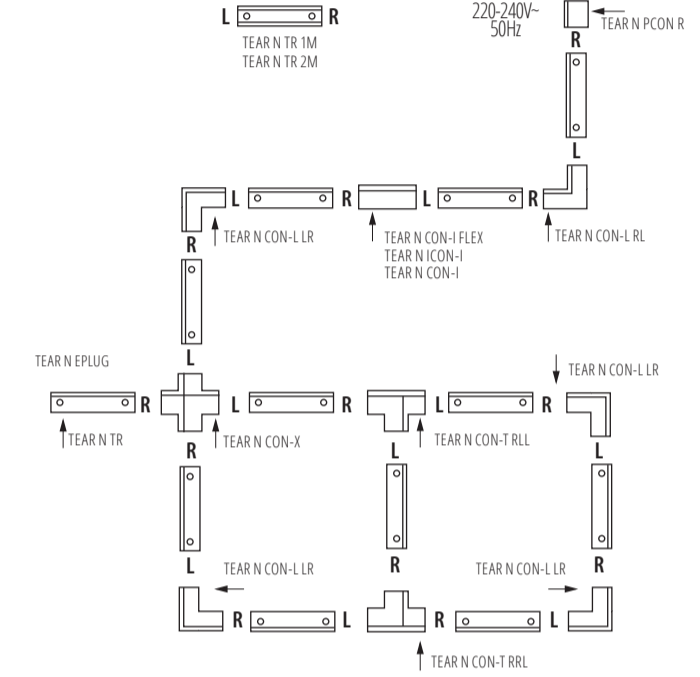 L R
TEAR N TR 1M
TEAR N TR 2M
220-240V~
50Hz
TEAR N PCON R
R
L
L R L R
TEAR N CON-L LR
TEAR N CON-I FLEX
TEAR N ICON-I
TEAR N CON-I
TEAR N CON-L RL
R
L
TEAR N EPLUG
TEAR N CON-L LR
R L R L R
TEAR N TR
TEAR N CON-X
TEAR N CON-T RLL
R L L
L R R
TEAR N CON-L LR
TEAR N CON-L LR
R L R L
TEAR N CON-T RRL